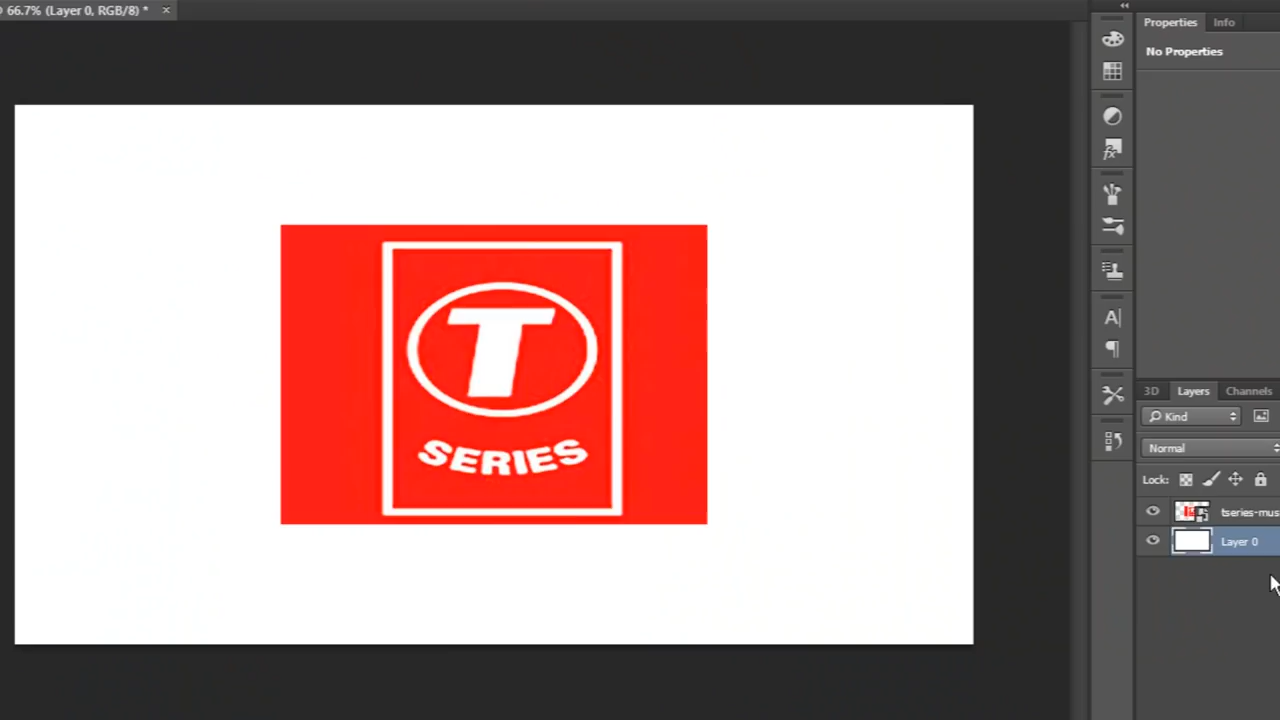 66.7% (Layer 0, RGB/8) *
Properties
Info
No Properties
T
SERIES
3D
Layers
Channels
Kind
Normal
Lock:
tseries-mus
Layer 0